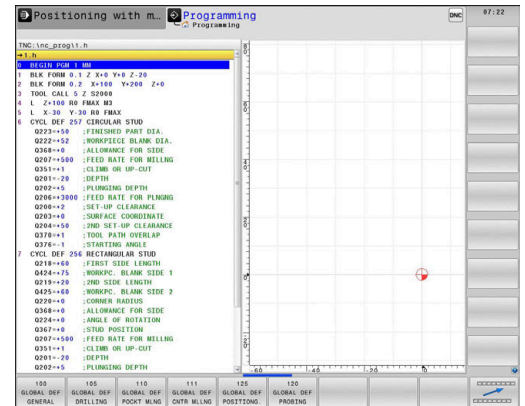 Positioning with m…
Programming
Programming
DNC
07:22
TNC:\nc_prog\1.h
→1.h
0 BEGIN PGM 1 MM
1 BLK FORM 0.1 Z X+0 Y+0 Z-20
2 BLK FORM 0.2 X+100 Y+200 Z+0
3 TOOL CALL 5 Z S2000
4 L Z+100 R0 FMAX M3
5 L X-30 Y-30 R0 FMAX
6 CYCL DEF 257 CIRCULAR STUD
Q223=+50 ;FINISHED PART DIA.
Q222=+52 ;WORKPIECE BLANK DIA.
Q368=+0 ;ALLOWANCE FOR SIDE
Q207=+500 ;FEED RATE FOR MILLNG
Q351=+1 ;CLIMB OR UP-CUT
Q201=-20 ;DEPTH
Q202=+5 ;PLUNGING DEPTH
Q206=+3000 ;FEED RATE FOR PLNGNG
Q200=+2 ;SET-UP CLEARANCE
Q203=+0 ;SURFACE COORDINATE
Q204=+50 ;2ND SET-UP CLEARANCE
Q370=+1 ;TOOL PATH OVERLAP
Q376=-1 ;STARTING ANGLE
7 CYCL DEF 256 RECTANGULAR STUD
Q218=+60 ;FIRST SIDE LENGTH
Q424=+75 ;WORKPC. BLANK SIDE 1
Q219=+20 ;2ND SIDE LENGTH
Q425=+60 ;WORKPC. BLANK SIDE 2
Q220=+0 ;CORNER RADIUS
Q368=+0 ;ALLOWANCE FOR SIDE
Q224=+0 ;ANGLE OF ROTATION
Q367=+0 ;STUD POSITION
Q207=+500 ;FEED RATE FOR MILLNG
Q351=+1 ;CLIMB OR UP-CUT
Q201=-20 ;DEPTH
Q202=+5 ;PLUNGING DEPTH
-60 -40 -20 0
100 105 110 111 125 120
GLOBAL DEF GLOBAL DEF GLOBAL DEF GLOBAL DEF GLOBAL DEF GLOBAL DEF
GENERAL DRILLING POCKT MLNG CNTR MLLNG POSITIONG. PROBING